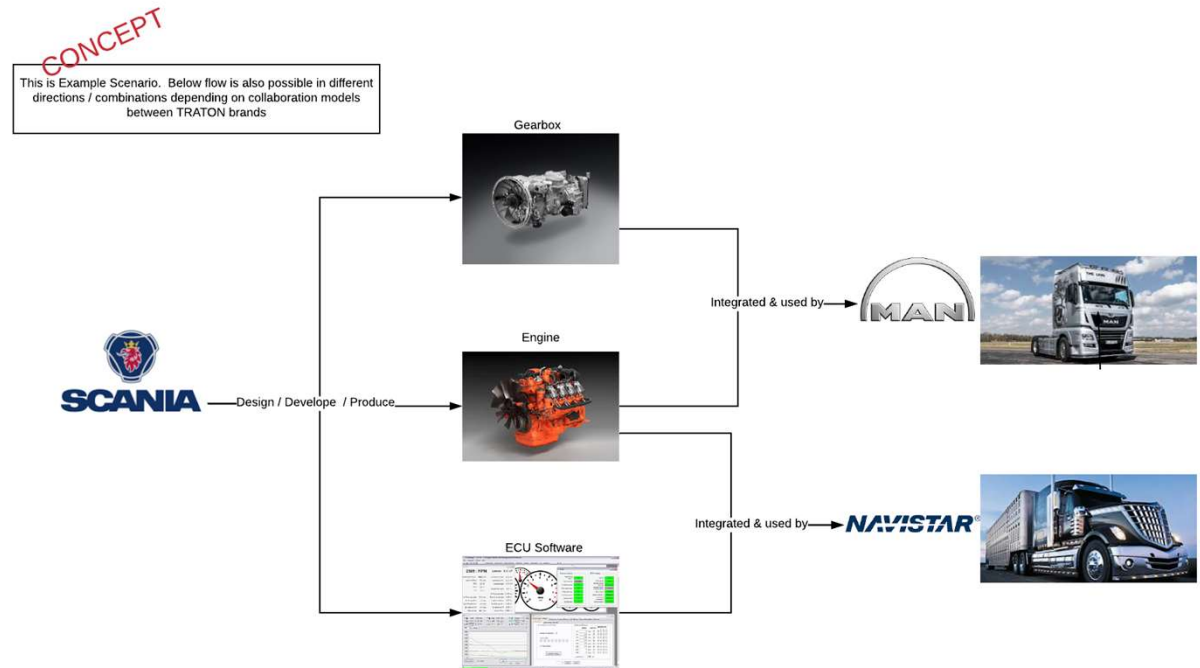 CONCEPT
This is Example Scenario. Below flow is also possible in different
directions / combinations depending on collaboration models
between TRATON brands
Gearbox
Integrated & used by
MAN
MAN
Engine
SCANIA
Design / Develope / Produce
Integrated & used by
NAVISTAR®
ECU Software